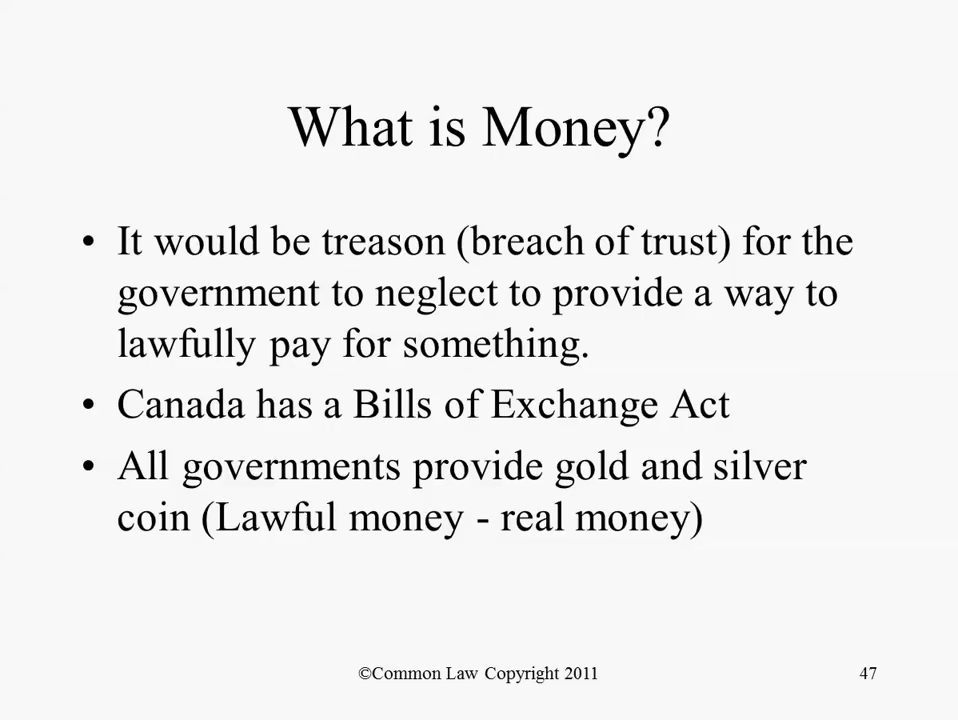 What is Money?
• It would be treason (breach of trust) for the
government to neglect to provide a way to
lawfully pay for something.
• Canada has a Bills of Exchange Act
• All governments provide gold and silver
coin (Lawful money - real money)
©Common Law Copyright 2011
47